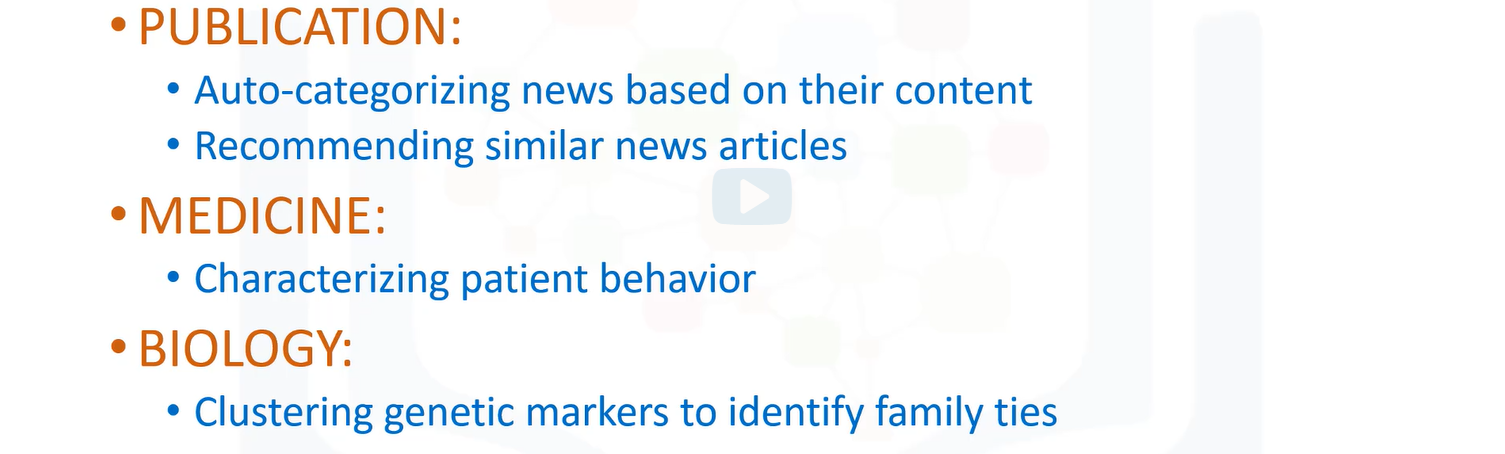 • PUBLICATION:
• Auto-categorizing news based on their content
• Recommending similar news articles
• MEDICINE:
• Characterizing patient behavior
• BIOLOGY:
• Clustering genetic markers to identify family ties